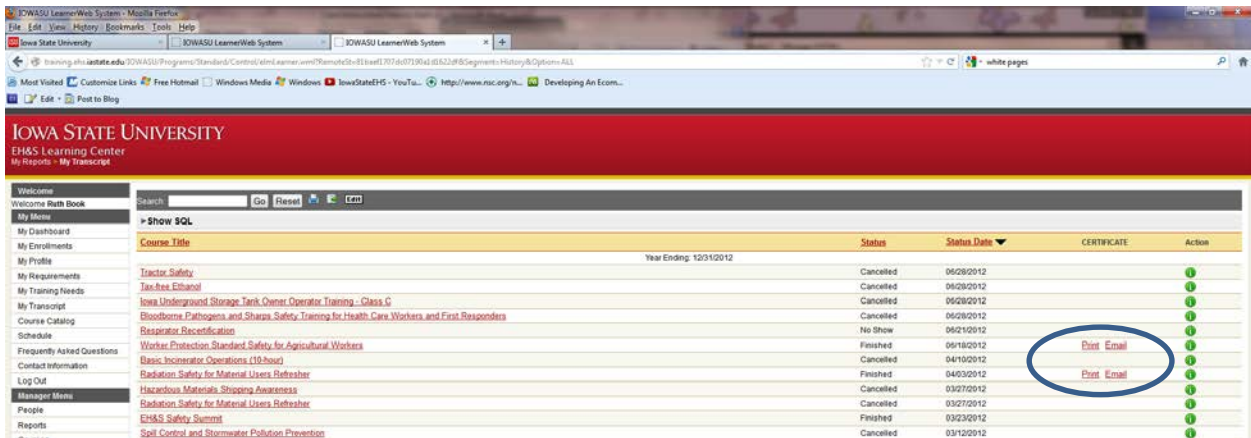 IOWASU LearnerWeb System - Mozilla Firefox
File Edit View History Bookmarks Tools Help
Iowa State University IOWASU LearnerWeb System IOWASU LearnerWeb System
white pages
Most Visited Customize Links Free Hotmail Windows Media Windows IowaStateEHS - YouTu... http://www.nsc.org/n... Developing An Ecom...
Edit Post to Blog
IOWA STATE UNIVERSITY
EH&S Learning Center
My Reports > My Transcript
Welcome
Welcome Ruth Book
My Menu
My Dashboard
My Enrollments
My Profile
My Requirements
My Training Needs
My Transcript
Course Catalog
Schedule
Frequently Asked Questions
Contact Information
Log Out
Manager Menu
People
Reports
Search: Go Reset Edit
Show SQL
Course Title Status Status Date CERTIFICATE Action
Year Ending: 12/31/2012
Tractor Safety Cancelled 06/28/2012
Tax-free Ethanol Cancelled 06/28/2012
Iowa Underground Storage Tank Owner Operator Training - Class C Cancelled 06/28/2012
Bloodborne Pathogens and Sharps Safety Training for Health Care Workers and First Responders Cancelled 06/28/2012
Respirator Recertification No Show 06/21/2012
Worker Protection Standard Safety for Agricultural Workers Finished 06/18/2012 Print Email
Basic Incinerator Operations (10-hour) Cancelled 04/10/2012
Radiation Safety for Material Users Refresher Finished 04/03/2012 Print Email
Hazardous Materials Shipping Awareness Cancelled 03/27/2012
Radiation Safety for Material Users Refresher Cancelled 03/27/2012
EH&S Safety Summit Finished 03/23/2012
Spill Control and Stormwater Pollution Prevention Cancelled 03/12/2012